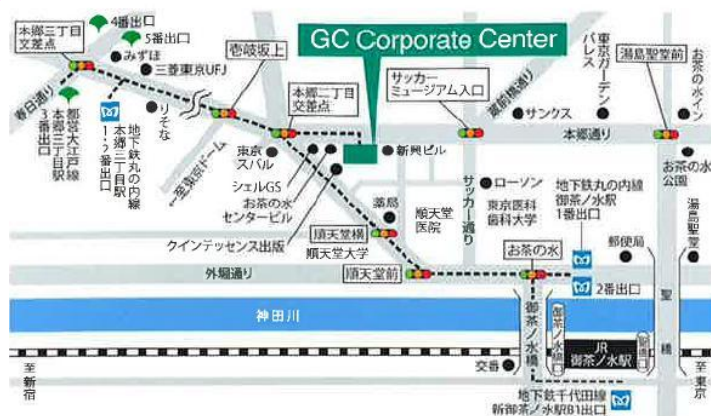 GC Corporate Center
本郷三丁目
交差点
4番出口
5番出口
みずほ
三菱東京UFJ
壱岐坂上
本郷二丁目
交差点
サッカー
ミュージアム入口
蔵前橋通り
サンクス
東京ガーデン
パレス
湯島聖堂前
お茶の水イン
春日通り
都営大江戸線
本郷三丁目駅
3番出口
地下鉄丸の内線
本郷三丁目駅
1・2番出口
りそな
←至東京ドーム
東京
スバル
新興ビル
本郷通り
お茶の水
公園
シェルGS
お茶の水
センタービル
クインテッセンス出版
薬局
順天堂
医院
サッカー通り
ローソン
東京医科
歯科大学
地下鉄丸の内線
御茶ノ水駅
1番出口
湯島聖堂
順天堂横
順天堂大学
外堀通り
順天堂前
お茶の水
郵便局
2番出口
神田川
御茶ノ水橋
御茶ノ水橋口
JR
御茶ノ水駅
聖橋口
聖橋
交番
至新宿
至東京
地下鉄千代田線
新御茶ノ水駅B1出口